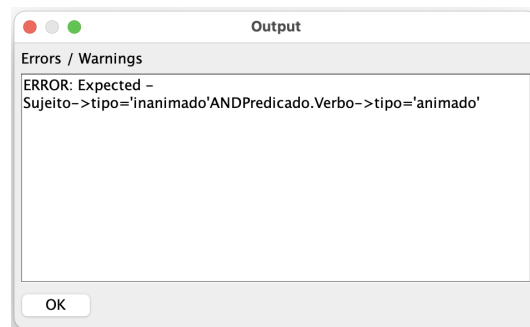 Output
Errors / Warnings
ERROR: Expected –
Sujeito->tipo='inanimado'ANDPredicado.Verbo->tipo='animado'
OK